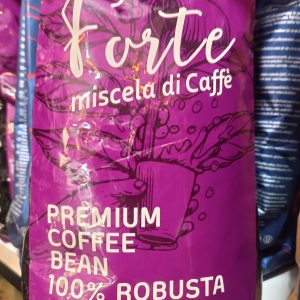 Forte
miscela di Caffè
PREMIUM
COFFEE
BEAN
100% ROBUSTA